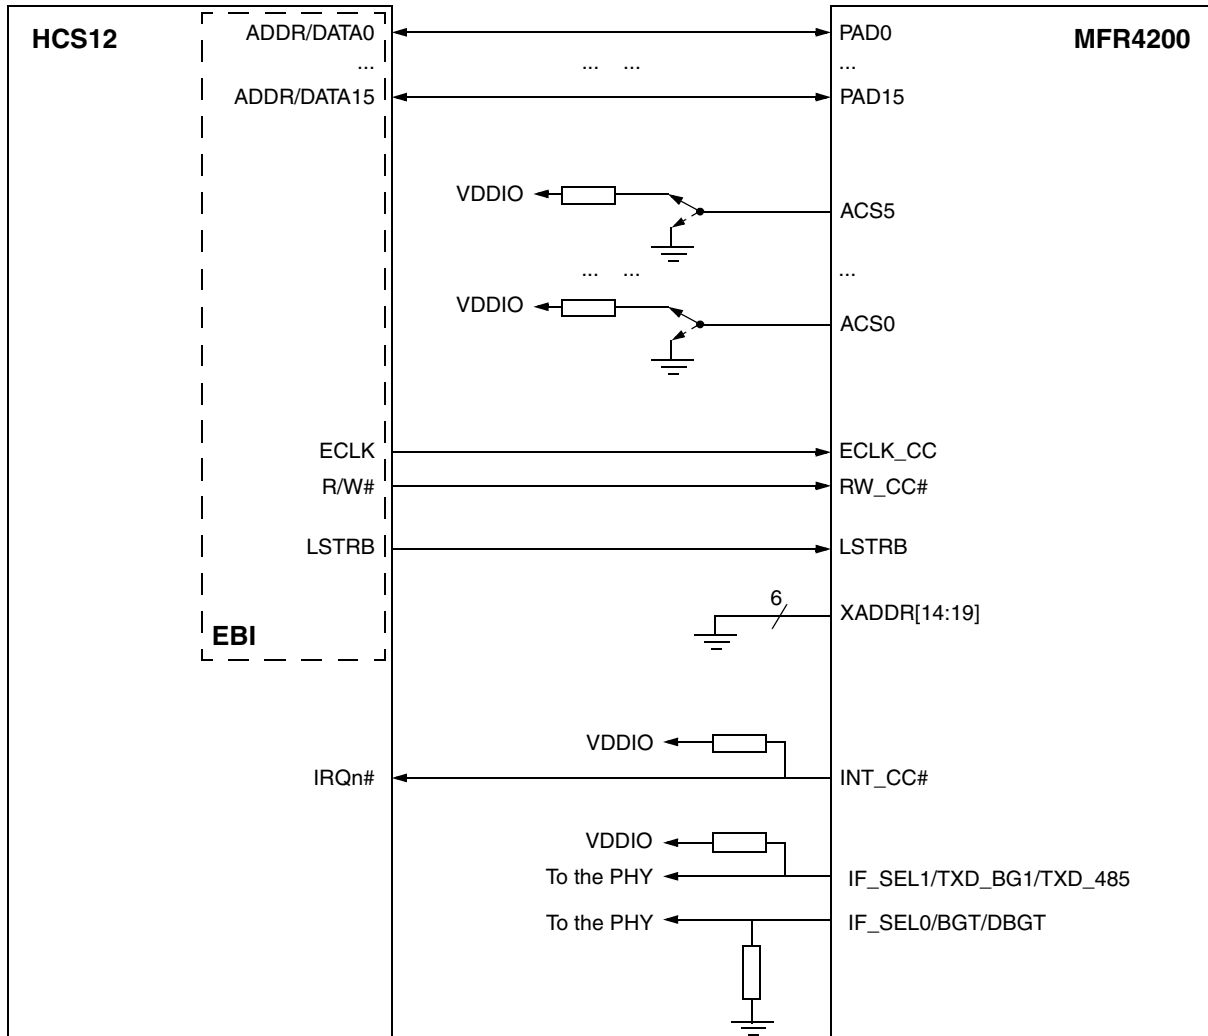 HCS12
ADDR/DATA0
PAD0
MFR4200
...
... ...
...
ADDR/DATA15
PAD15
VDDIO
ACS5
... ...
...
VDDIO
ACS0
ECLK
ECLK_CC
R/W#
RW_CC#
LSTRB
LSTRB
6
XADDR[14:19]
EBI
VDDIO
IRQn#
INT_CC#
VDDIO
To the PHY
IF_SEL1/TXD_BG1/TXD_485
To the PHY
IF_SEL0/BGT/DBGT